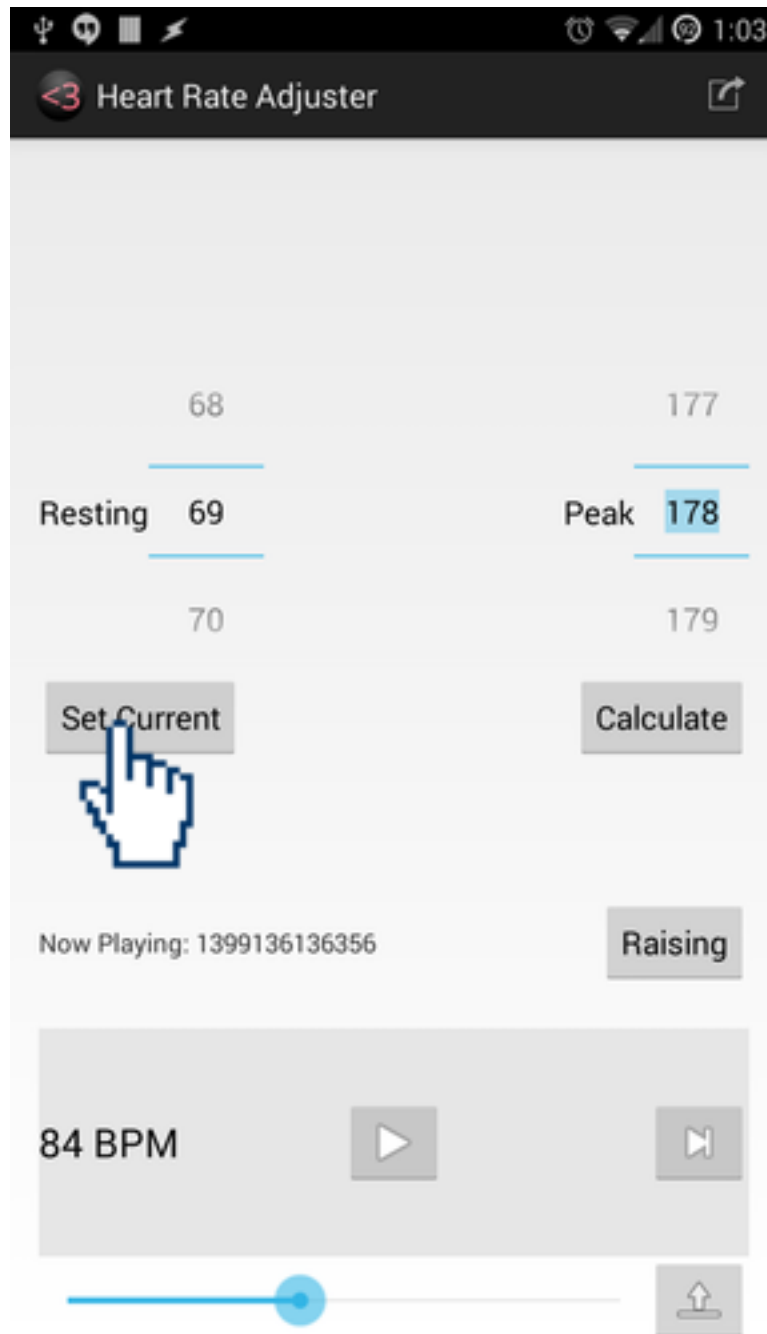 92 1:03
<3 Heart Rate Adjuster
68 177
Resting 69 Peak 178
70 179
Set Current Calculate
Now Playing: 1399136136356 Raising
84 BPM